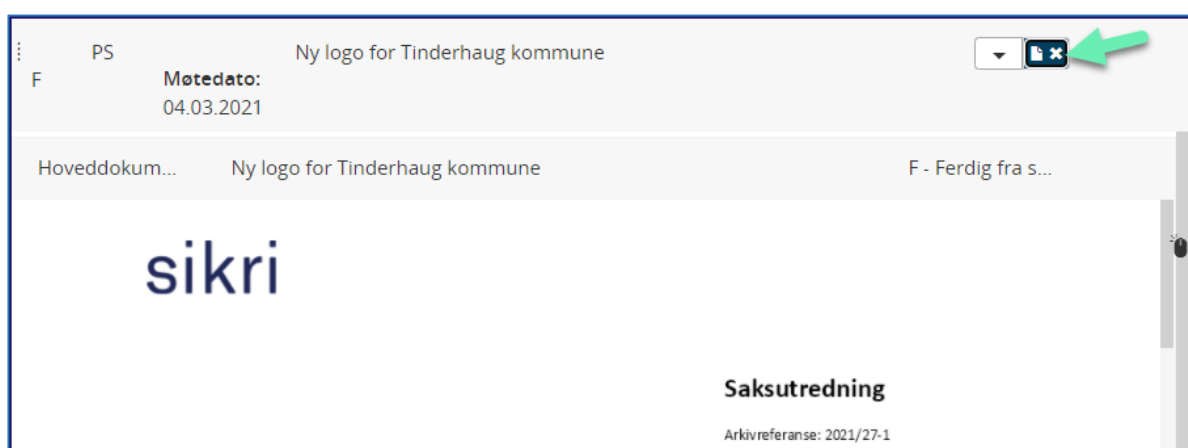 PS Ny logo for Tinderhaug kommune
F Møtedato:
04.03.2021
Hoveddokum... Ny logo for Tinderhaug kommune F - Ferdig fra s...
sikri
Saksutredning
Arkivreferanse: 2021/27-1